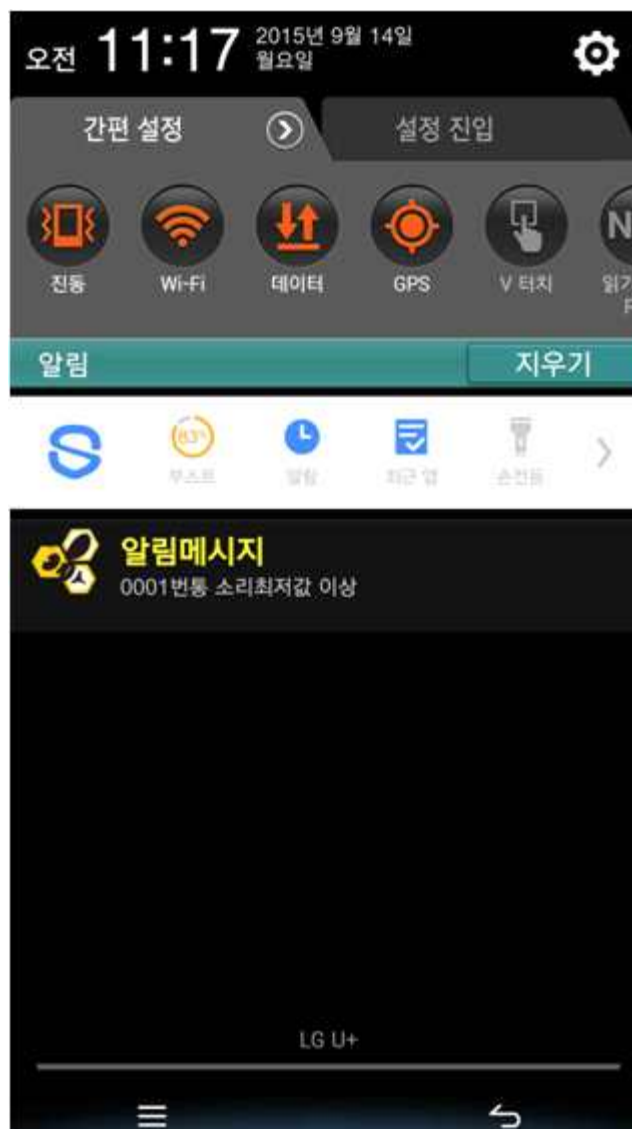 오전 11:17 2015년 9월 14일
월요일
간편 설정 설정 진입
진동 Wi-Fi 데이터 GPS V 터치
알림 지우기
83%
부스트 알람 최근 앱 손전등
알림메시지
0001번통 소리최저값 이상
LG U+